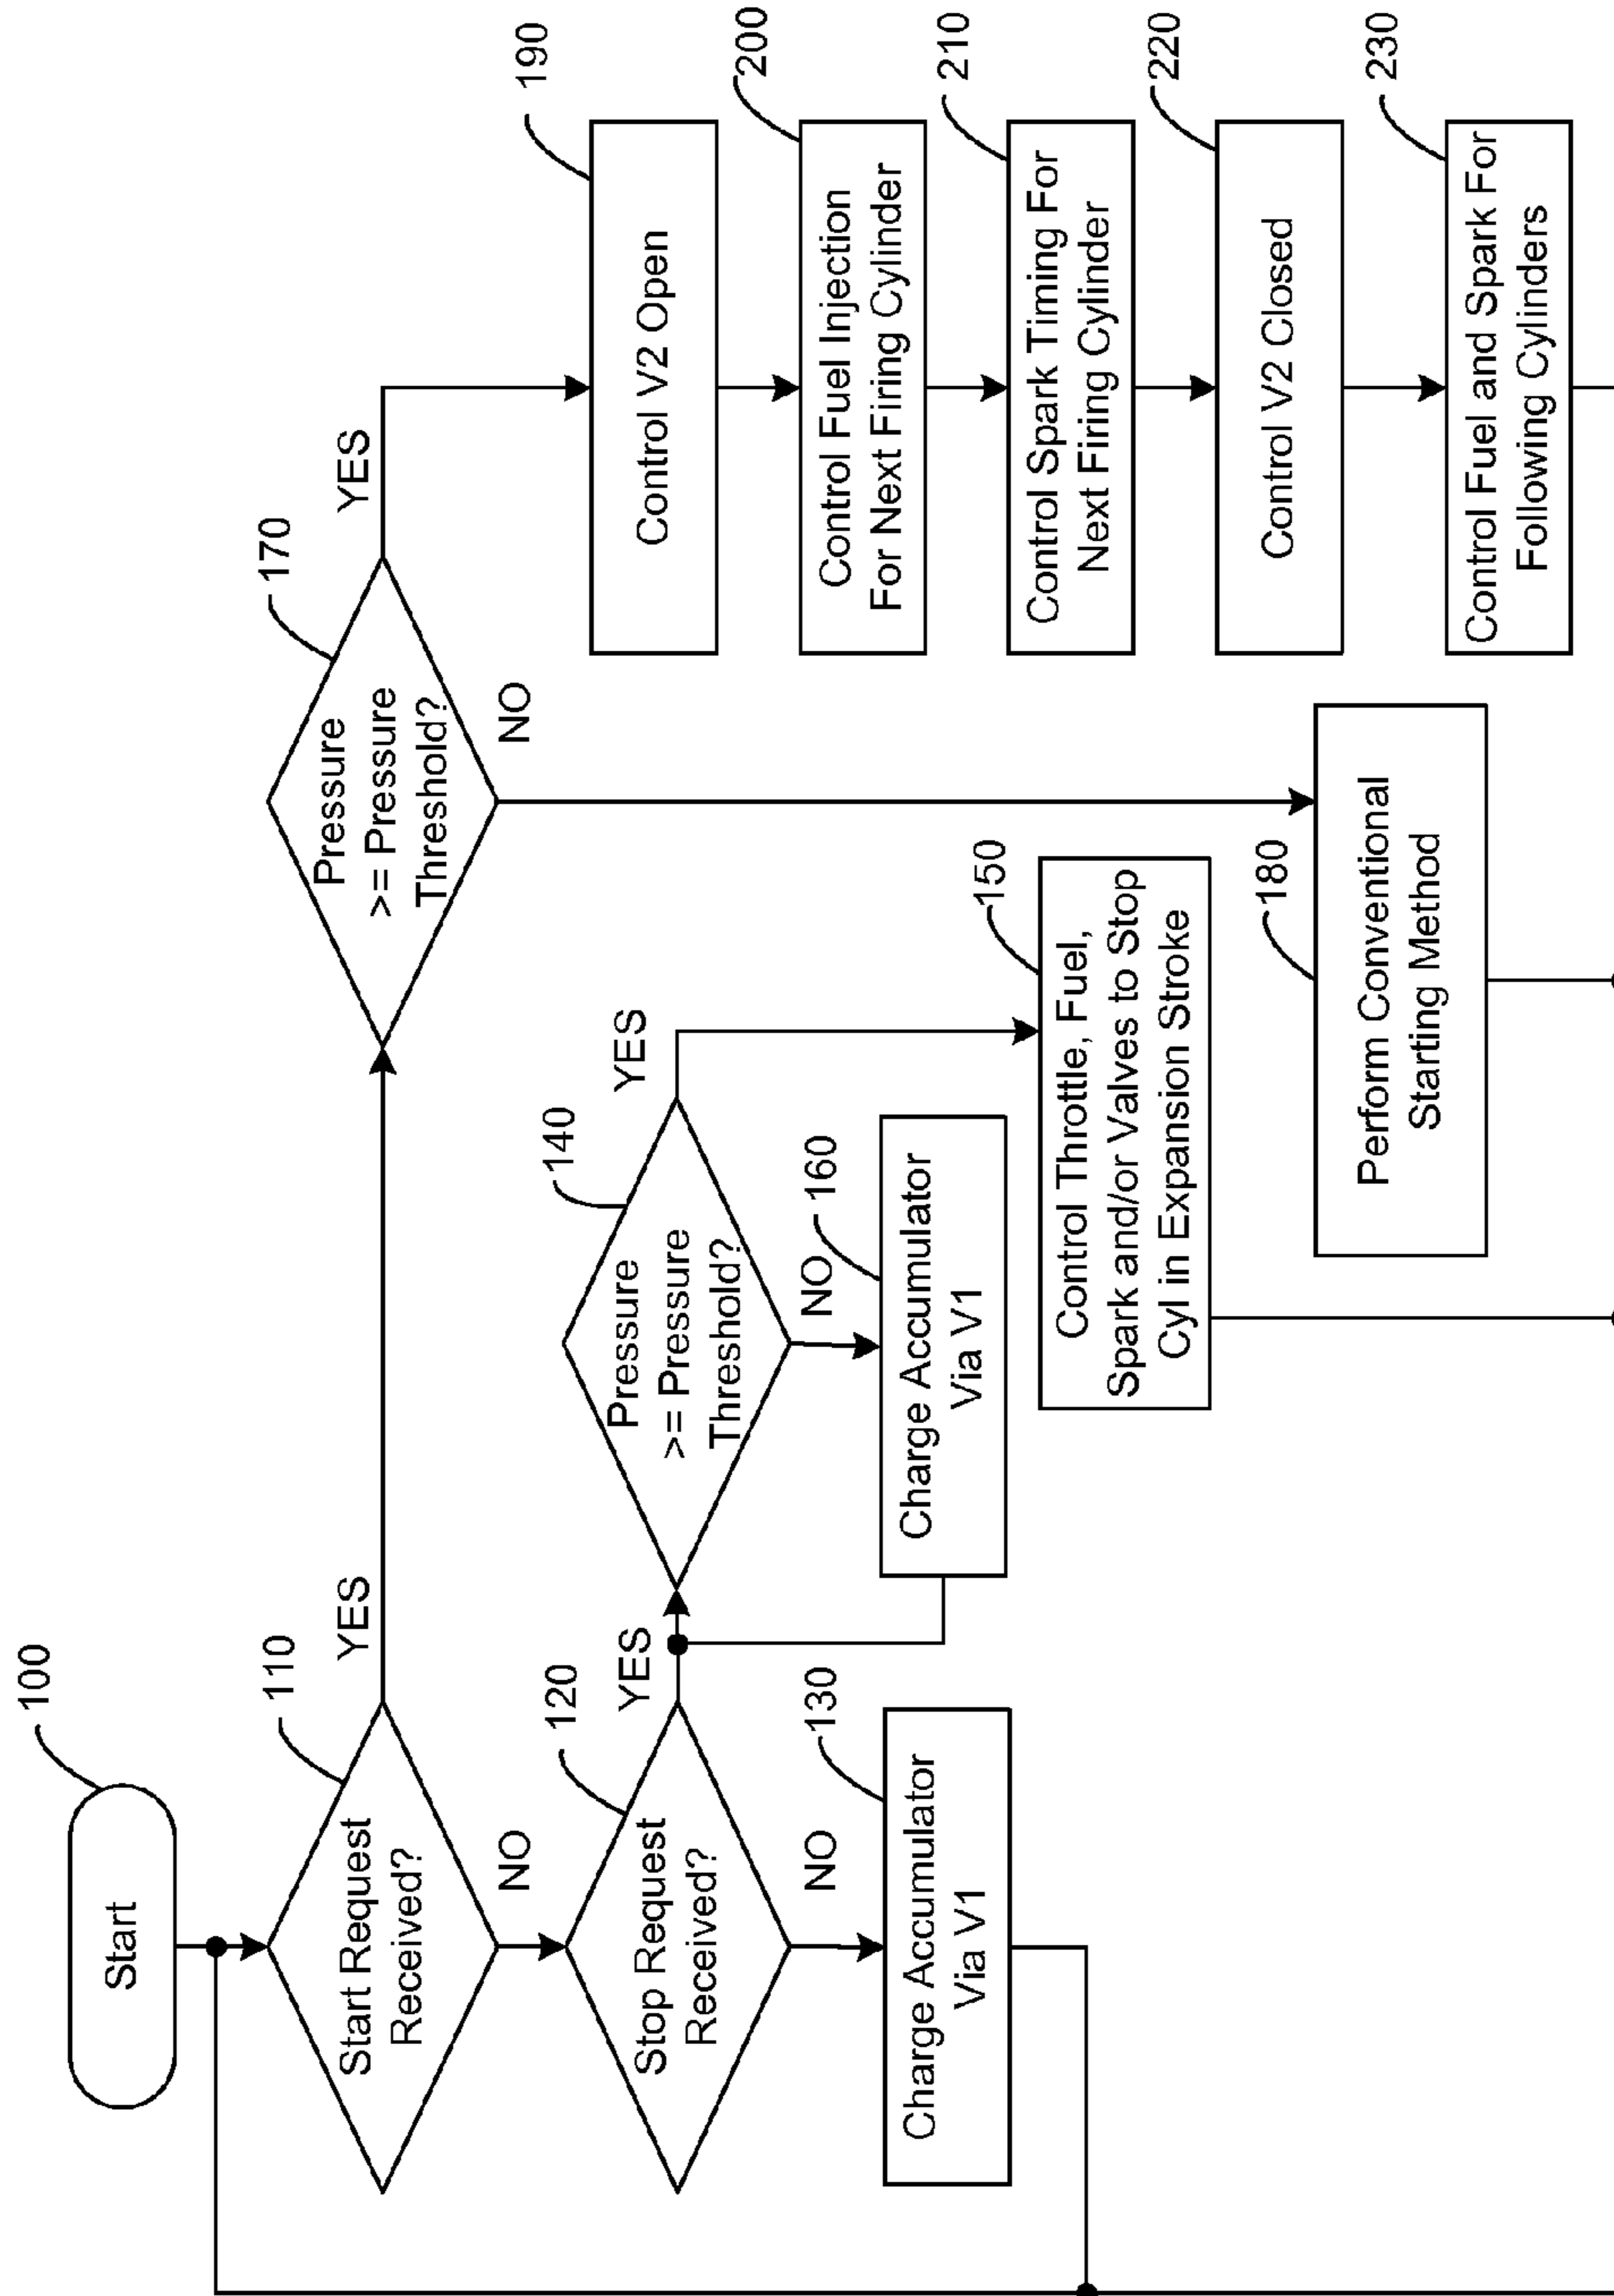 100
Start
110
Start Request
Received?
YES
NO
120
Stop Request
Received?
YES
NO
130
Charge Accumulator
Via V1
140
Pressure
>= Pressure
Threshold?
YES
NO
150
Control Throttle, Fuel,
Spark and/or Valves to Stop
Cyl in Expansion Stroke
160
Charge Accumulator
Via V1
170
Pressure
>= Pressure
Threshold?
YES
NO
180
Perform Conventional
Starting Method
190
Control V2 Open
200
Control Fuel Injection
For Next Firing Cylinder
210
Control Spark Timing For
Next Firing Cylinder
220
Control V2 Closed
230
Control Fuel and Spark For
Following Cylinders